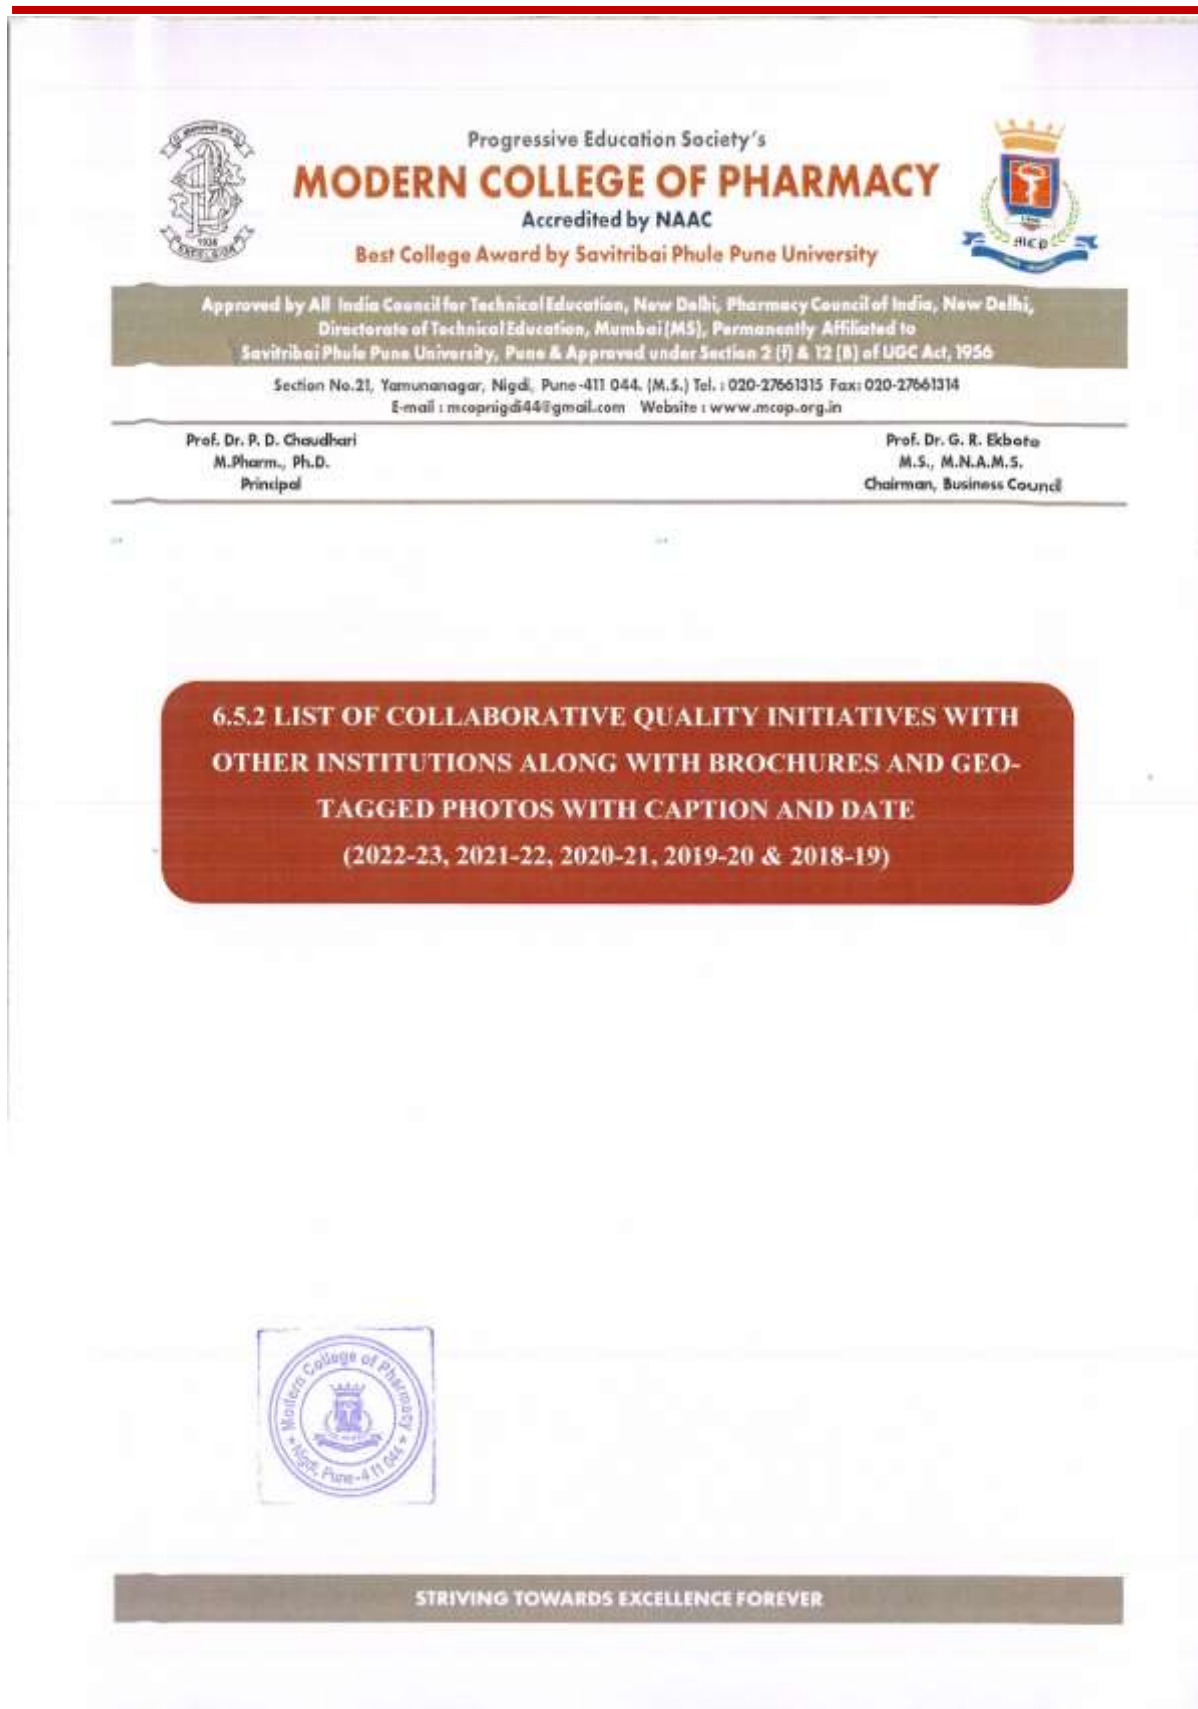 Progressive Education Society's
MODERN COLLEGE OF PHARMACY
Accredited by NAAC
Best College Award by Savitribai Phule Pune University
1934
MCP
Approved by All India Council for Technical Education, New Delhi, Pharmacy Council of India, New Delhi,
Directorate of Technical Education, Mumbai (MS), Permanently Affiliated to
Savitribai Phule Pune University, Pune & Approved under Section 2 (f) & 12 (B) of UGC Act, 1956
Section No.21, Yamunanagar, Nigdi, Pune-411 044. (M.S.) Tel. : 020-27661315 Fax: 020-27661314
E-mail : mcopnigdi44@gmail.com Website : www.mcop.org.in
Prof. Dr. P. D. Chaudhari
M.Pharm., Ph.D.
Principal
Prof. Dr. G. R. Ekbote
M.S., M.N.A.M.S.
Chairman, Business Council
6.5.2 LIST OF COLLABORATIVE QUALITY INITIATIVES WITH
OTHER INSTITUTIONS ALONG WITH BROCHURES AND GEO-
TAGGED PHOTOS WITH CAPTION AND DATE
(2022-23, 2021-22, 2020-21, 2019-20 & 2018-19)
Modern College of Pharmacy
Nigdi, Pune-411 044
STRIVING TOWARDS EXCELLENCE FOREVER